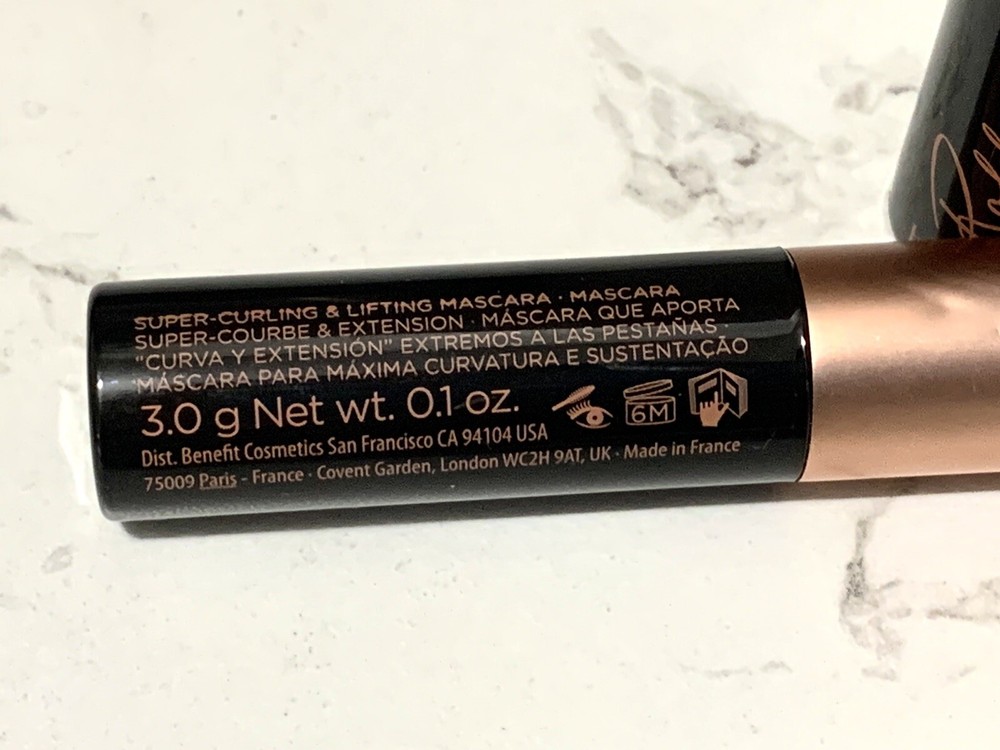 SUPER-CURLING & LIFTING MASCARA · MASCARA
SUPER-COURBE & EXTENSION · MÁSCARA QUE APORTA
"CURVA Y EXTENSIÓN" EXTREMOS A LAS PESTAÑAS ·
MÁSCARA PARA MÁXIMA CURVATURA E SUSTENTAÇÃO
3.0 g Net wt. 0.1 oz.
6M
Dist. Benefit Cosmetics San Francisco CA 94104 USA
75009 Paris - France · Covent Garden, London WC2H 9AT, UK · Made in France